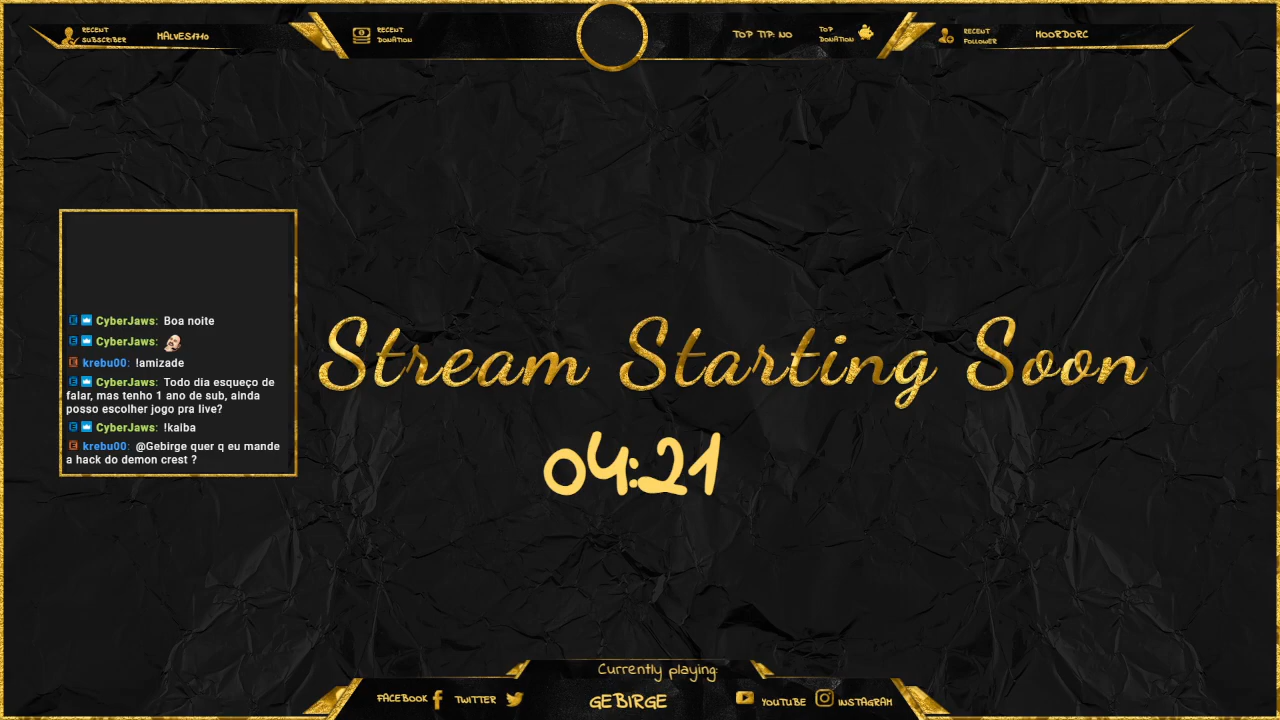 RECENT
SUBSCRIBER
MALVES1710
RECENT
DONATION
TOP TIP: NO
TOP
DONATION
RECENT
FOLLOWER
MOORDORC
CyberJaws: Boa noite
CyberJaws:
krebu00: !amizade
CyberJaws: Todo dia esqueço de
falar, mas tenho 1 ano de sub, ainda
posso escolher jogo pra live?
CyberJaws: !kaiba
krebu00: @Gebirge quer q eu mande
a hack do demon crest ?
Stream Starting Soon
04:21
Currently playing:
FACEBOOK
TWITTER
GEBIRGE
YOUTUBE
INSTAGRAM